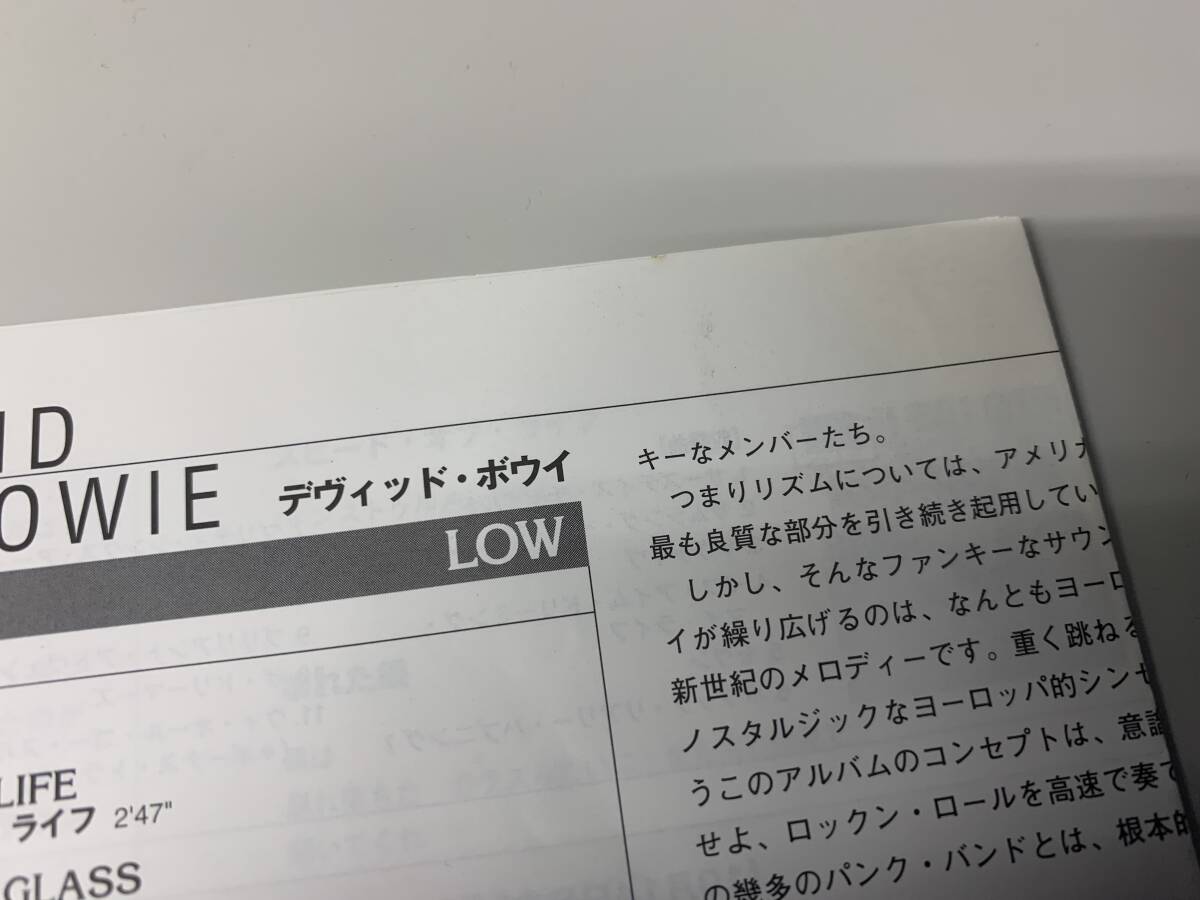 ID
OWIE デヴィッド・ボウイ
LOW
LIFE
ライフ 2'47"
GLASS
キーなメンバーたち。
つまりリズムについては、アメリカ
最も良質な部分を引き続き起用してい
しかし、そんなファンキーなサウン
イが繰り広げるのは、なんともヨーロ
新世紀のメロディーです。重く跳ねる
ノスタルジックなヨーロッパ的シンセ
うこのアルバムのコンセプトは、意識
せよ、ロックン・ロールを高速で奏で
の幾多のパンク・バンドとは、根本的